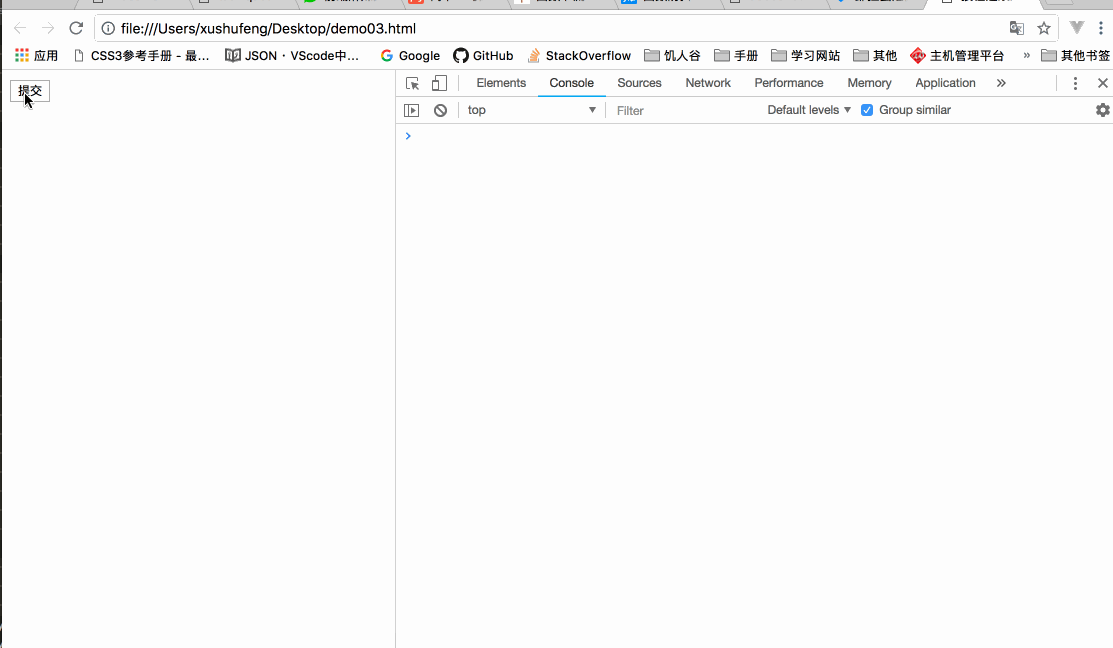 file:///Users/xushufeng/Desktop/demo03.html
应用 CSS3参考手册 - 最... JSON · VScode中... Google GitHub StackOverflow 饥人谷 手册 学习网站 其他 主机管理平台 » 其他书签
提交
Elements Console Sources Network Performance Memory Application »
top Filter Default levels Group similar